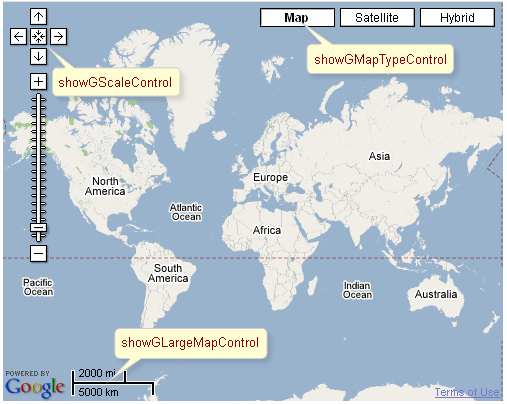 Map
Satellite
Hybrid
showGMapTypeControl
showGScaleControl
North
America
Europe
Asia
Atlantic
Ocean
Africa
South
America
Pacific
Ocean
Indian
Ocean
Australia
showGLargeMapControl
POWERED BY
Google
2000 mi
5000 km
Terms of Use